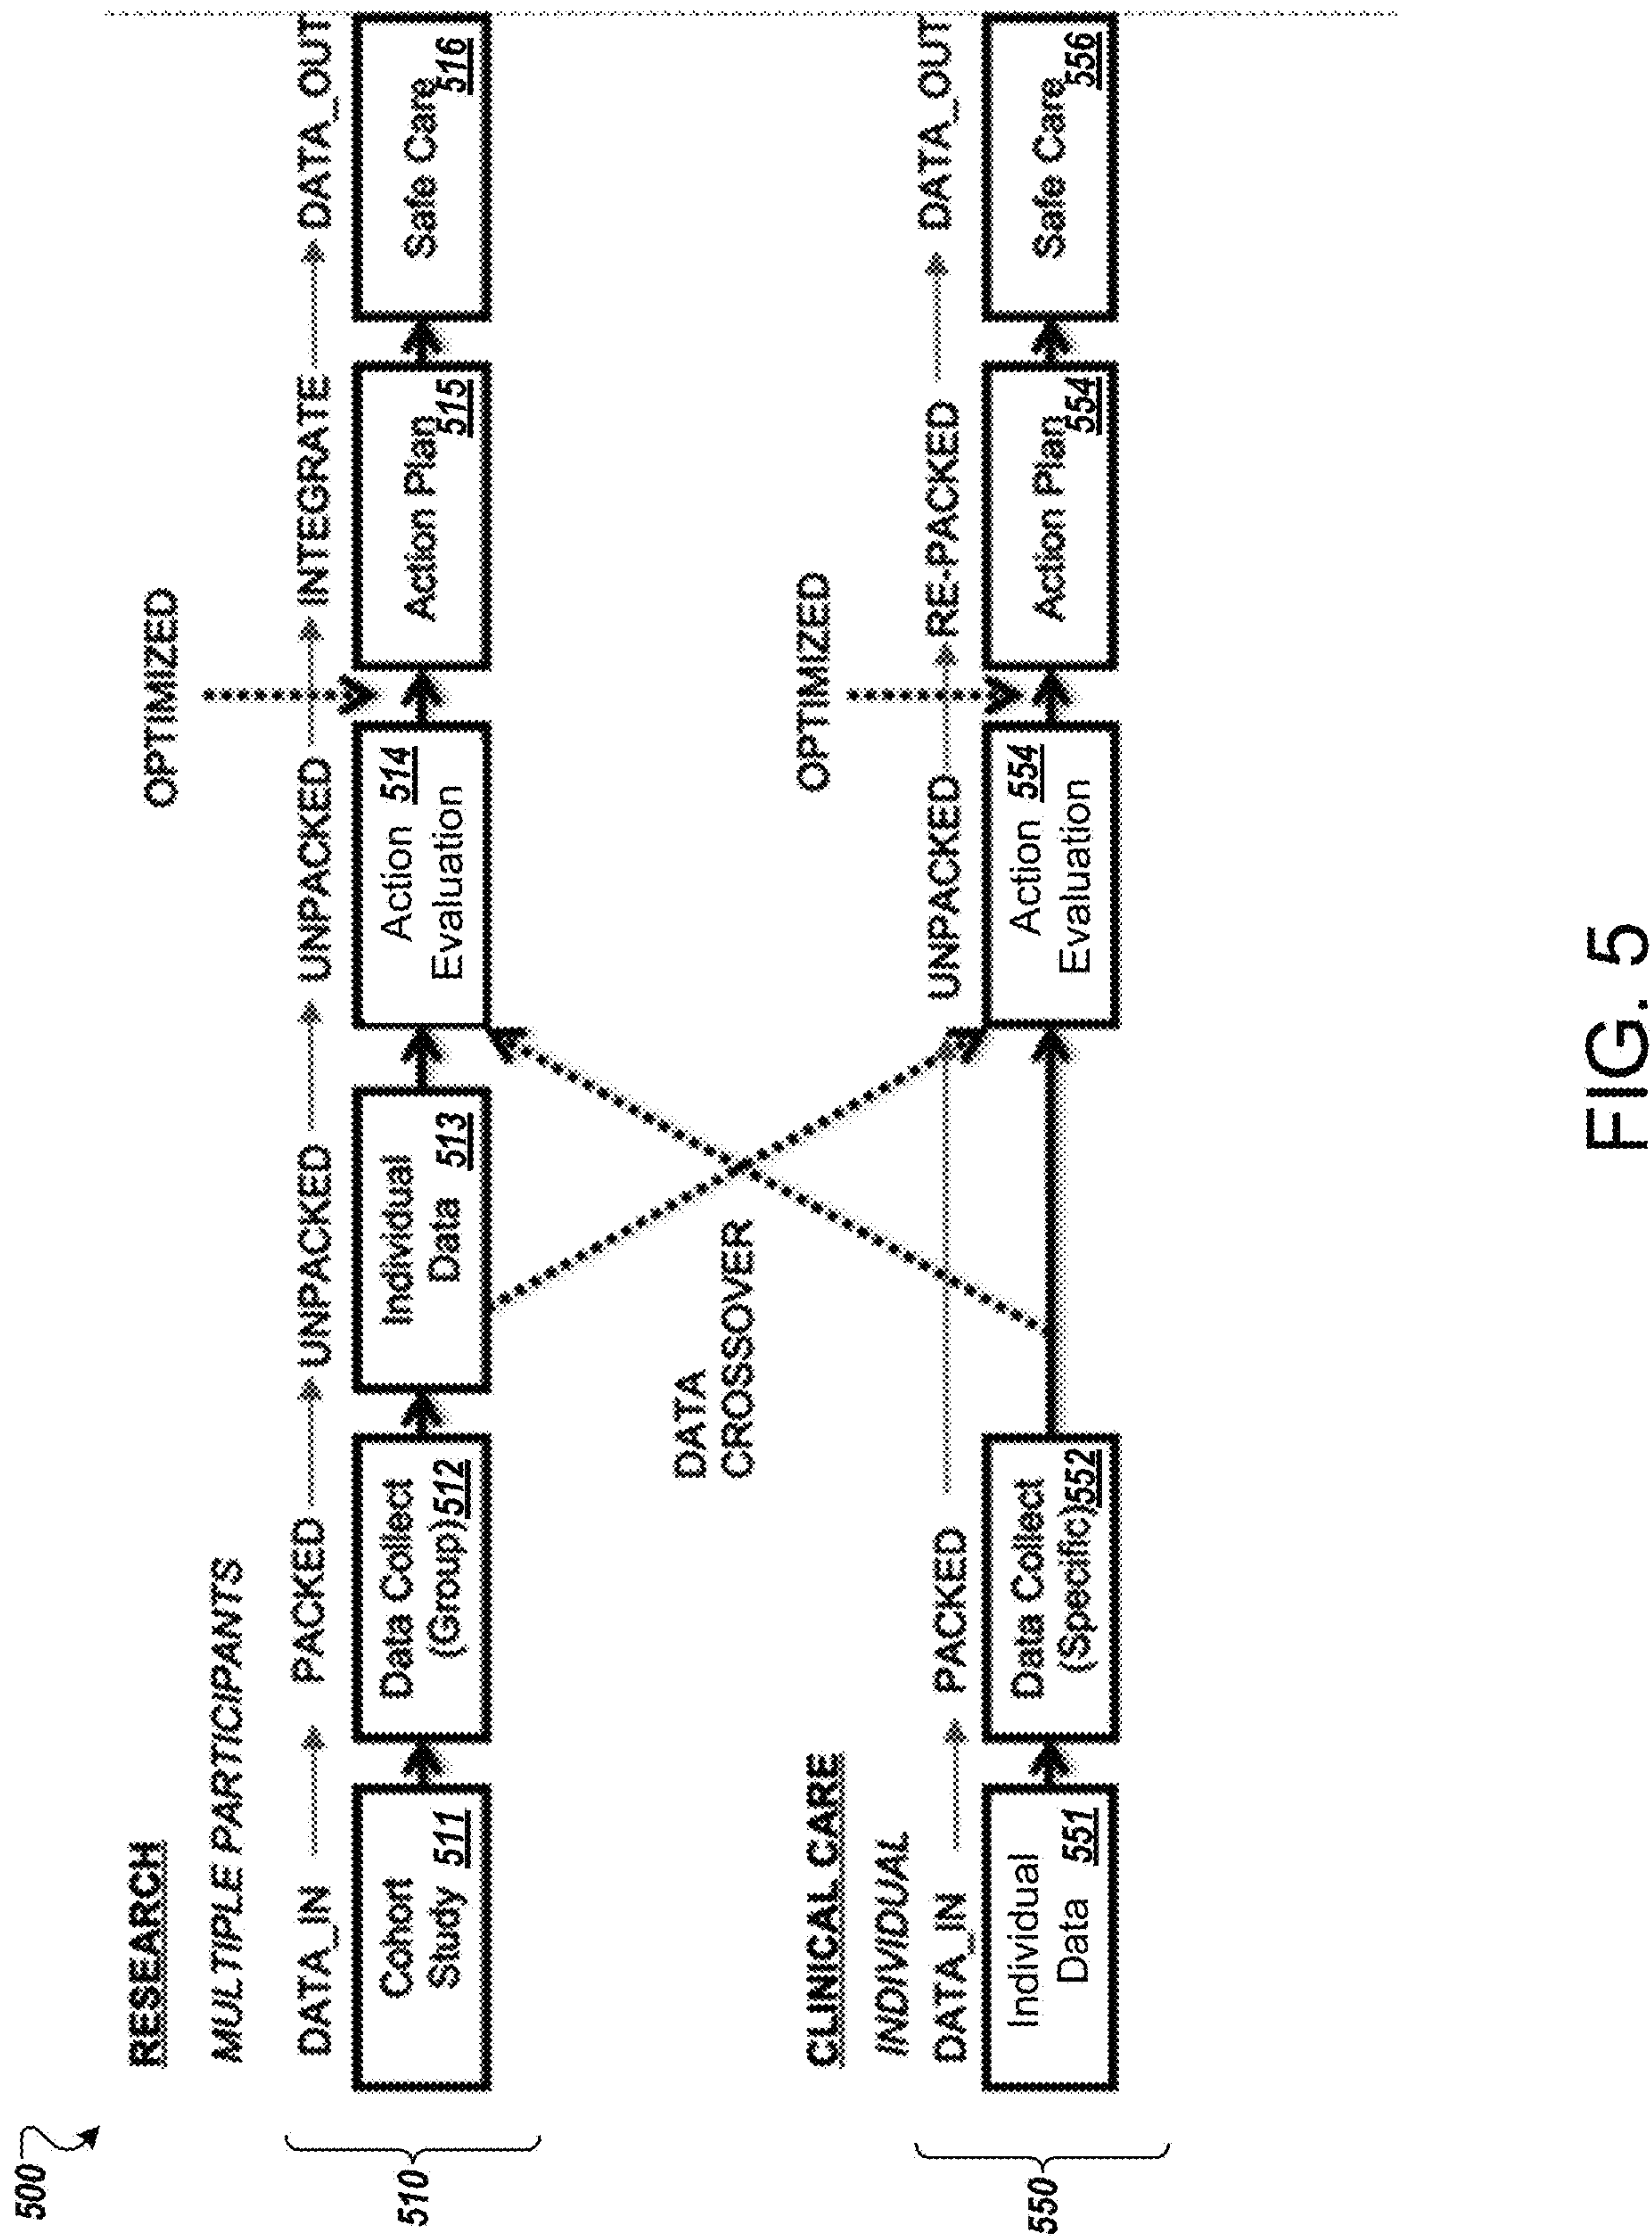 500
RESEARCH
MULTIPLE PARTICIPANTS
OPTIMIZED
DATA_IN PACKED UNPACKED UNPACKED INTEGRATE DATA_OUT
510
Cohort
Study 511
Data Collect
(Group) 512
Individual
Data 513
Action 514
Evaluation
Action Plan
515
Safe Care
516
DATA
CROSSOVER
CLINICAL CARE
INDIVIDUAL
OPTIMIZED
DATA_IN PACKED UNPACKED RE-PACKED DATA_OUT
550
Individual
Data 551
Data Collect
(Specific) 552
Action 554
Evaluation
Action Plan
554
Safe Care
556
FIG. 5